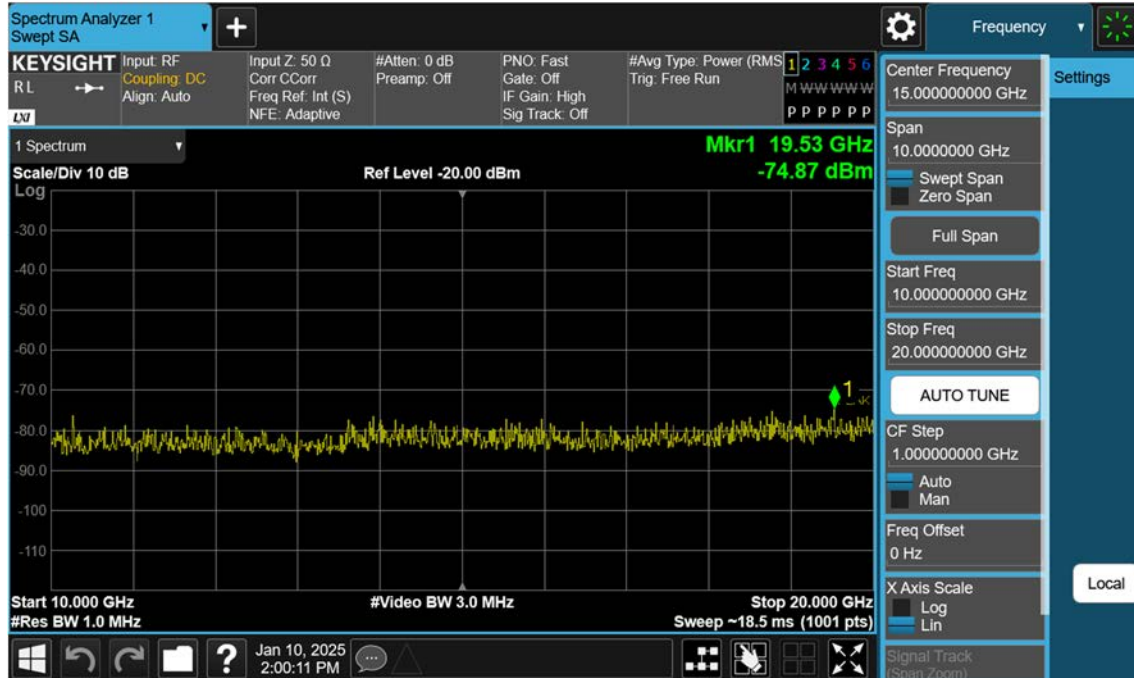 Spectrum Analyzer 1
Swept SA
+
Frequency
KEYSIGHT
R L
LXI
Input: RF
Coupling: DC
Align: Auto
Input Z: 50 Ω
Corr CCorr
Freq Ref: Int (S)
NFE: Adaptive
#Atten: 0 dB
Preamp: Off
PNO: Fast
Gate: Off
IF Gain: High
Sig Track: Off
#Avg Type: Power (RMS
Trig: Free Run
1 2 3 4 5 6
M W W W W W
P P P P P P
Center Frequency
15.000000000 GHz
Settings
1 Spectrum
Mkr1 19.53 GHz
-74.87 dBm
Scale/Div 10 dB
Ref Level -20.00 dBm
Log
-30.0
-40.0
-50.0
-60.0
-70.0
-80.0
-90.0
-100
-110
1
Span
10.0000000 GHz
Swept Span
Zero Span
Full Span
Start Freq
10.000000000 GHz
Stop Freq
20.000000000 GHz
AUTO TUNE
CF Step
1.000000000 GHz
Auto
Man
Freq Offset
0 Hz
X Axis Scale
Log
Lin
Signal Track
(Span Zoom)
Local
Start 10.000 GHz
#Video BW 3.0 MHz
Stop 20.000 GHz
#Res BW 1.0 MHz
Sweep ~18.5 ms (1001 pts)
?
Jan 10, 2025
2:00:11 PM